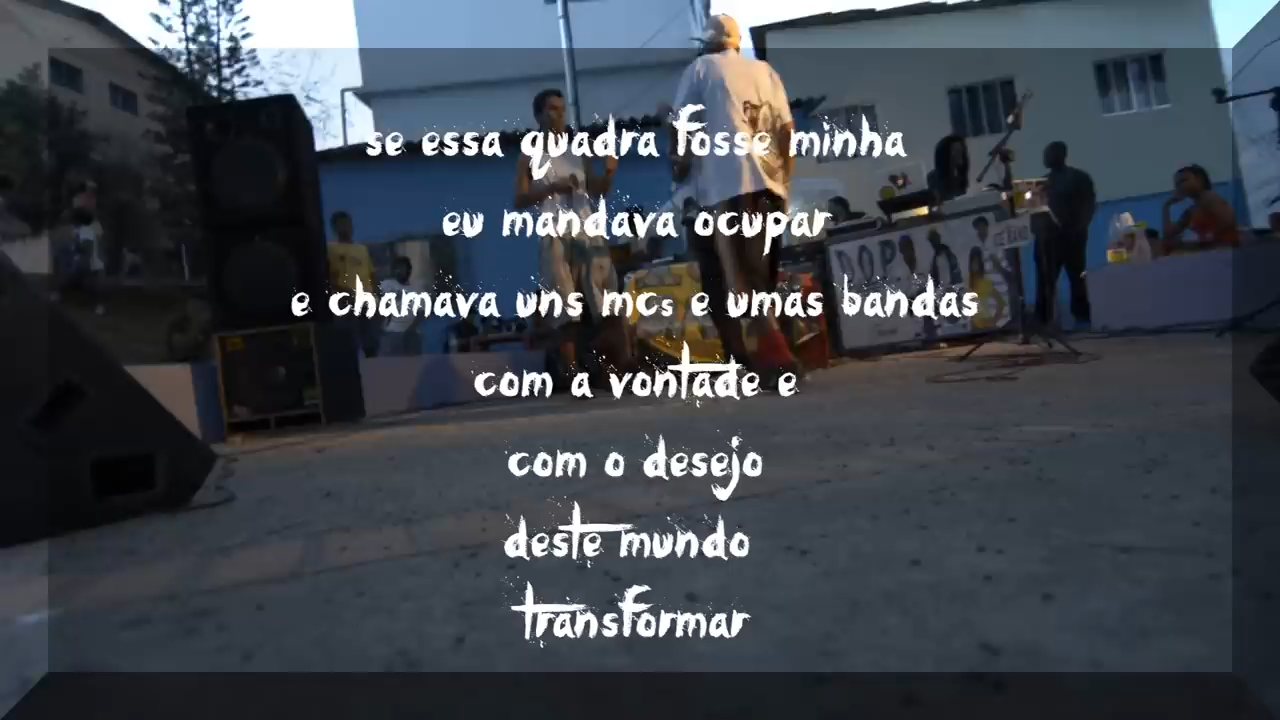 se essa quadra fosse minha
eu mandava ocupar
e chamava uns mcs e umas bandas
com a vontade e
com o desejo
deste mundo
transformar
DOP